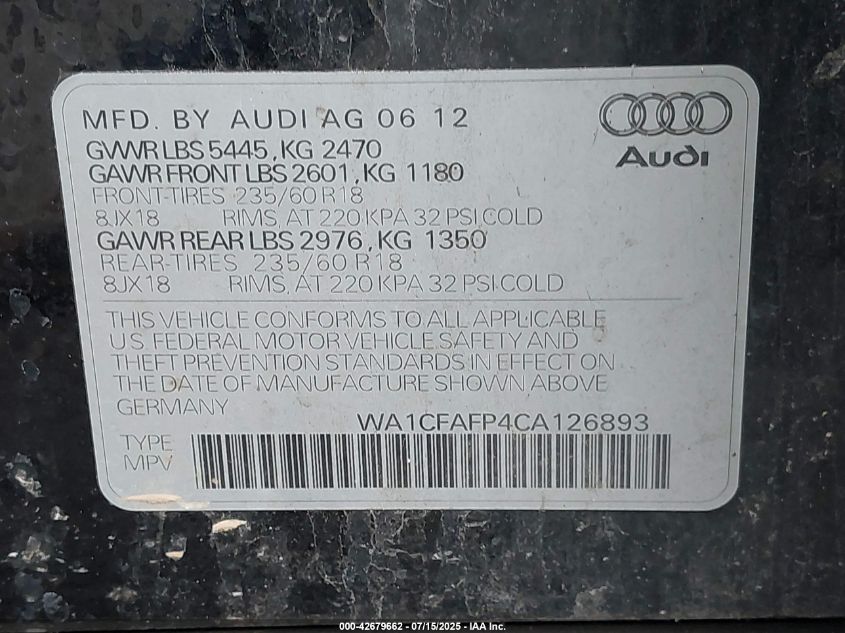 MFD. BY AUDI AG 06 12
GVWR LBS 5445, KG 2470
GAWR FRONT LBS 2601, KG 1180
FRONT-TIRES 235/60 R18
8JX18 RIMS, AT 220 KPA 32 PSI.COLD
GAWR REAR LBS 2976, KG 1350
REAR-TIRES 235/60 R18
8JX18 RIMS, AT 220 KPA 32 PSI.COLD
Audi
THIS VEHICLE CONFORMS TO ALL APPLICABLE
U.S. FEDERAL MOTOR VEHICLE SAFETY AND
THEFT PREVENTION STANDARDS IN EFFECT ON
THE DATE OF MANUFACTURE SHOWN ABOVE
GERMANY
WA1CFAFP4CA126893
TYPE
MPV
000-42679662 - 07/15/2025 - IAA Inc.